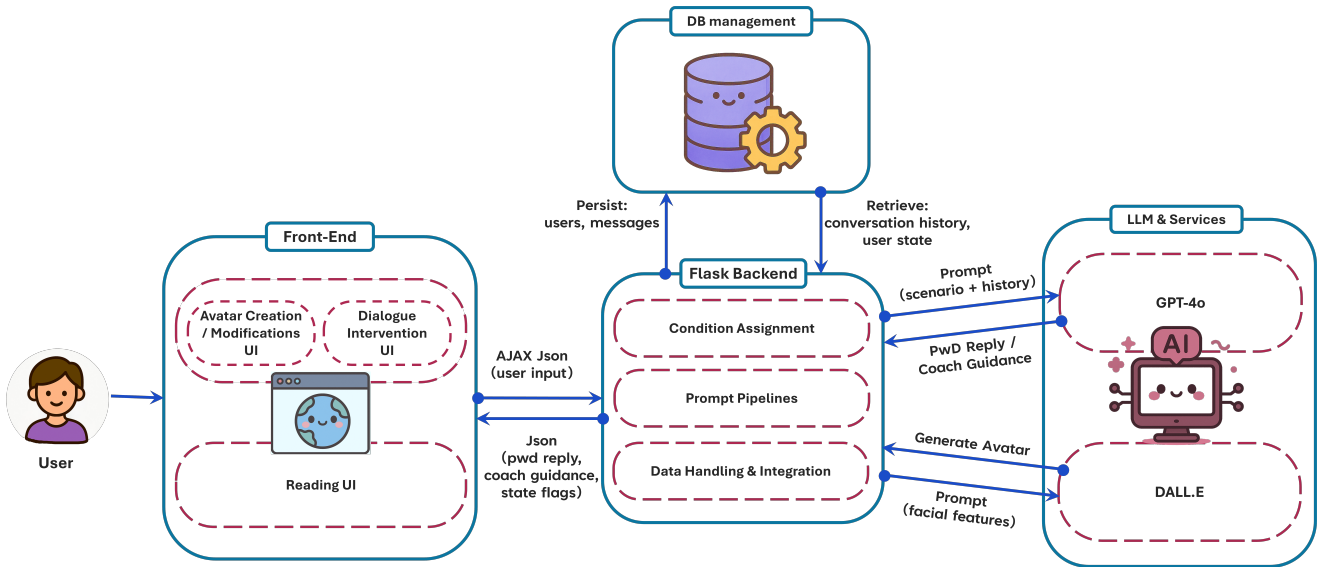 DB management
Persist:
users, messages
Retrieve:
conversation history,
user state
Front-End
Avatar Creation
/ Modifications
UI
Dialogue
Intervention
UI
Reading UI
User
AJAX Json
(user input)
Json
(pwd reply,
coach guidance,
state flags)
Flask Backend
Condition Assignment
Prompt Pipelines
Data Handling & Integration
Prompt
(scenario + history)
PwD Reply /
Coach Guidance
Generate Avatar
Prompt
(facial features)
LLM & Services
GPT-4o
AI
DALL.E